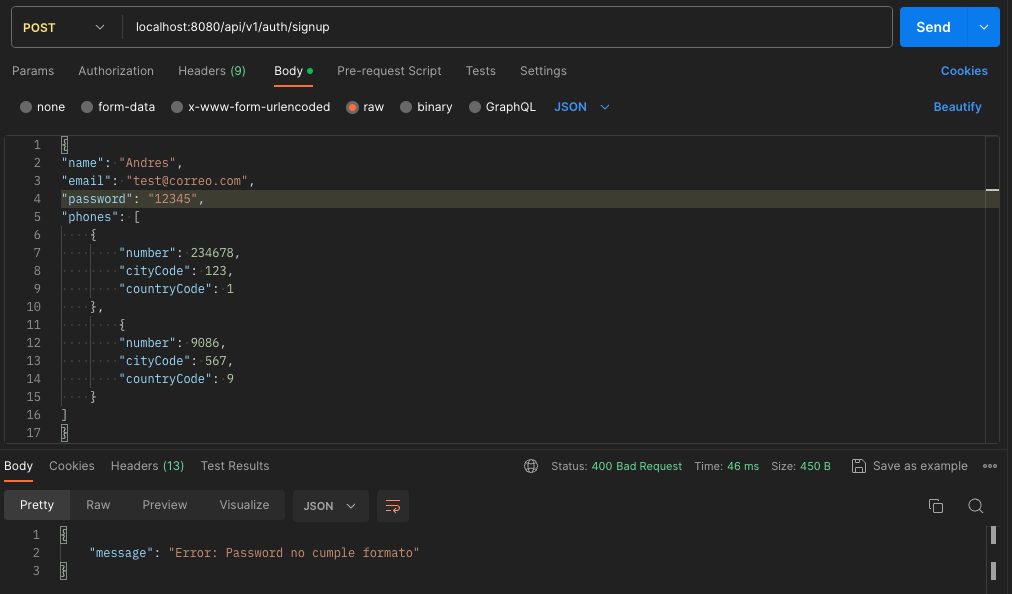 POST localhost:8080/api/v1/auth/signup Send
Params Authorization Headers (9) Body Pre-request Script Tests Settings Cookies
none form-data x-www-form-urlencoded raw binary GraphQL JSON Beautify
1 {
2 "name": "Andres",
3 "email": "test@correo.com",
4 "password": "12345",
5 "phones": [
6 {
7 "number": 234678,
8 "cityCode": 123,
9 "countryCode": 1
10 },
11 {
12 "number": 9086,
13 "cityCode": 567,
14 "countryCode": 9
15 }
16 ]
17 }
Body Cookies Headers (13) Test Results Status: 400 Bad Request Time: 46 ms Size: 450 B Save as example
Pretty Raw Preview Visualize JSON
1 {
2 "message": "Error: Password no cumple formato"
3 }